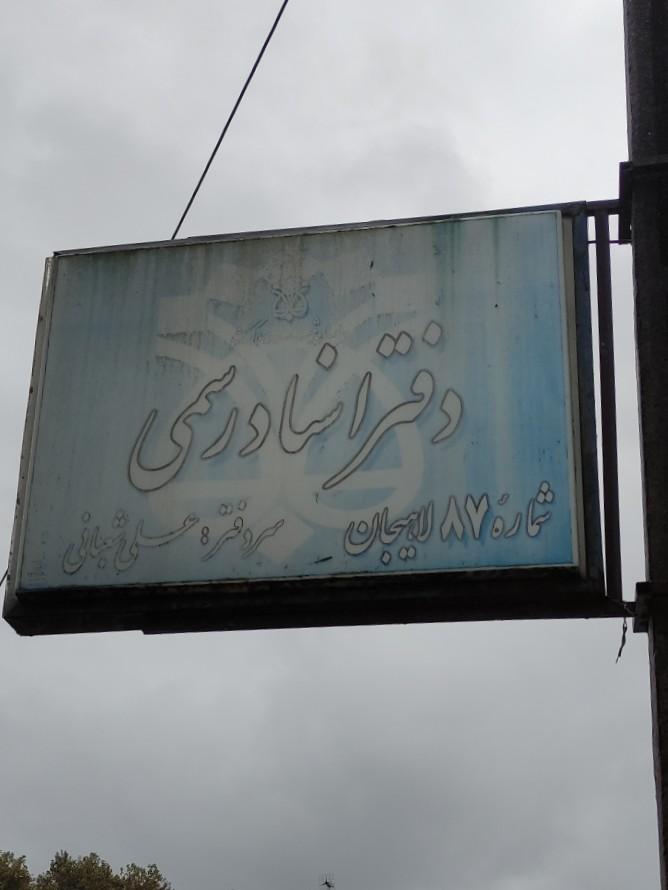 دفتر اسناد رسمی
شمارهٔ ۸۷ لاهیجان سردفتر: علی شعبانی